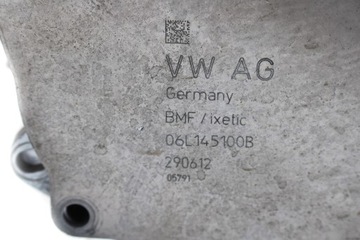 VW AG
Germany
BMF / ixetic
06L145100B
290612
05791